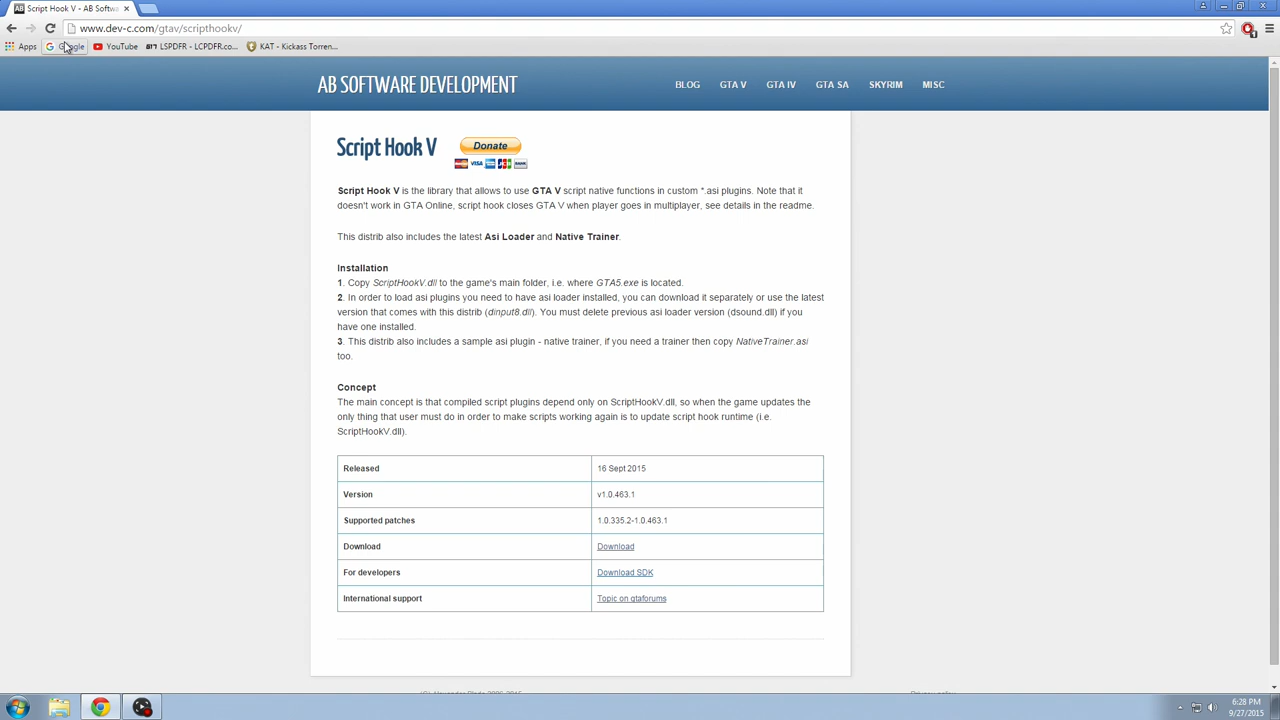 Script Hook V - AB Softwa
www.dev-c.com/gtav/scripthookv/
Apps Google YouTube LSPDFR - LCPDFR.co... KAT - Kickass Torren...
AB SOFTWARE DEVELOPMENT
BLOG GTA V GTA IV GTA SA SKYRIM MISC
Script Hook V Donate
VISA
Script Hook V is the library that allows to use GTA V script native functions in custom *.asi plugins. Note that it
doesn't work in GTA Online, script hook closes GTA V when player goes in multiplayer, see details in the readme.
This distrib also includes the latest Asi Loader and Native Trainer.
Installation
1. Copy ScriptHookV.dll to the game's main folder, i.e. where GTA5.exe is located.
2. In order to load asi plugins you need to have asi loader installed, you can download it separately or use the latest
version that comes with this distrib (dinput8.dll). You must delete previous asi loader version (dsound.dll) if you
have one installed.
3. This distrib also includes a sample asi plugin - native trainer, if you need a trainer then copy NativeTrainer.asi
too.
Concept
The main concept is that compiled script plugins depend only on ScriptHookV.dll, so when the game updates the
only thing that user must do in order to make scripts working again is to update script hook runtime (i.e.
ScriptHookV.dll).
Released 16 Sept 2015
Version v1.0.463.1
Supported patches 1.0.335.2-1.0.463.1
Download Download
For developers Download SDK
International support Topic on gtaforums
6:28 PM
9/27/2015